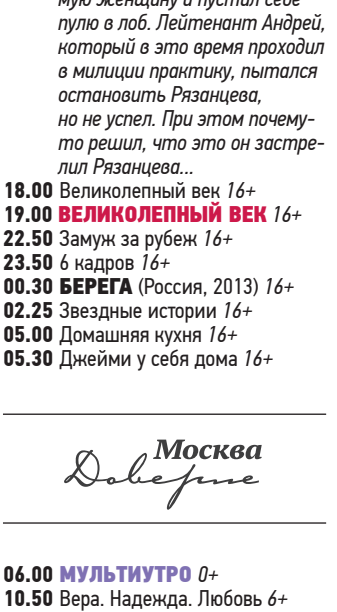 мую женщину и пустил себе
пулю в лоб. Лейтенант Андрей,
который в это время проходил
в милиции практику, пытался
остановить Рязанцева,
но не успел. При этом почему-
то решил, что это он застре-
лил Рязанцева...
18.00 Великолепный век 16+
19.00 ВЕЛИКОЛЕПНЫЙ ВЕК 16+
22.50 Замуж за рубеж 16+
23.50 6 кадров 16+
00.30 БЕРЕГА (Россия, 2013) 16+
02.25 Звездные истории 16+
05.00 Домашняя кухня 16+
05.30 Джейми у себя дома 16+
Москва
Доверие
06.00 МУЛЬТИУТРО 0+
10.50 Вера. Надежда. Любовь 6+